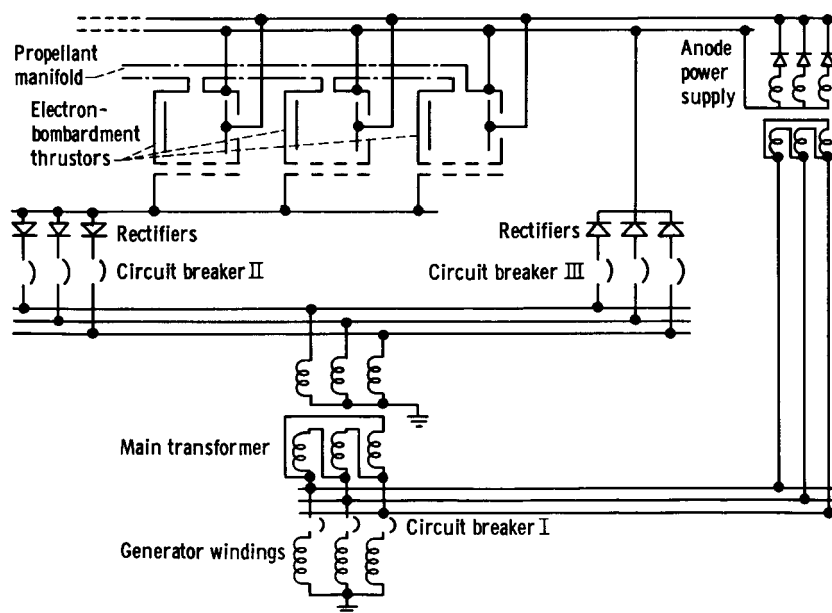 Propellant
manifold
Anode
power
supply
Electron-
bombardment
thrustors
Rectifiers
Rectifiers
Circuit breaker II
Circuit breaker III
Main transformer
Circuit breaker I
Generator windings